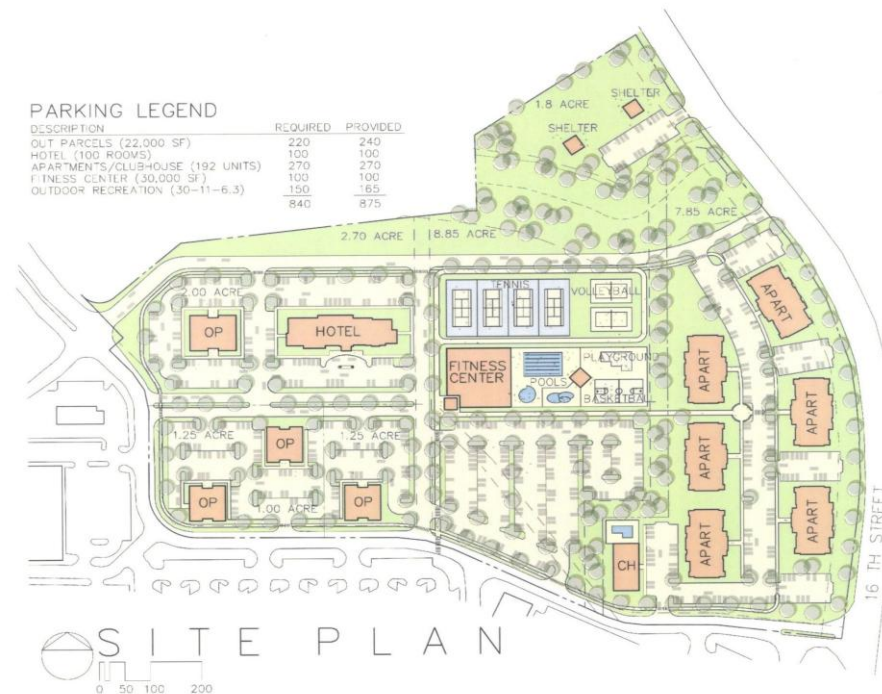 PARKING LEGEND
DESCRIPTION REQUIRED PROVIDED
OUT PARCELS (22,000 SF) 220 240
HOTEL (100 ROOMS) 100 100
APARTMENTS/CLUBHOUSE (192 UNITS) 270 270
FITNESS CENTER (30,000 SF) 100 100
OUTDOOR RECREATION (30-11-6.3) 150 165
840 875
SHELTER
1.8 ACRE
SHELTER
7.85 ACRE
2.70 ACRE
8.85 ACRE
2.00 ACRE
TENNIS
VOLLEYBALL
APART
OP
HOTEL
FITNESS
CENTER
PLAYGROUND
POOLS
BASKETBALL
APART
APART
1.25 ACRE
OP
1.25 ACRE
APART
OP
1.00 ACRE
OP
APART
APART
CH
16 TH STREET
SITE PLAN
0 50 100 200